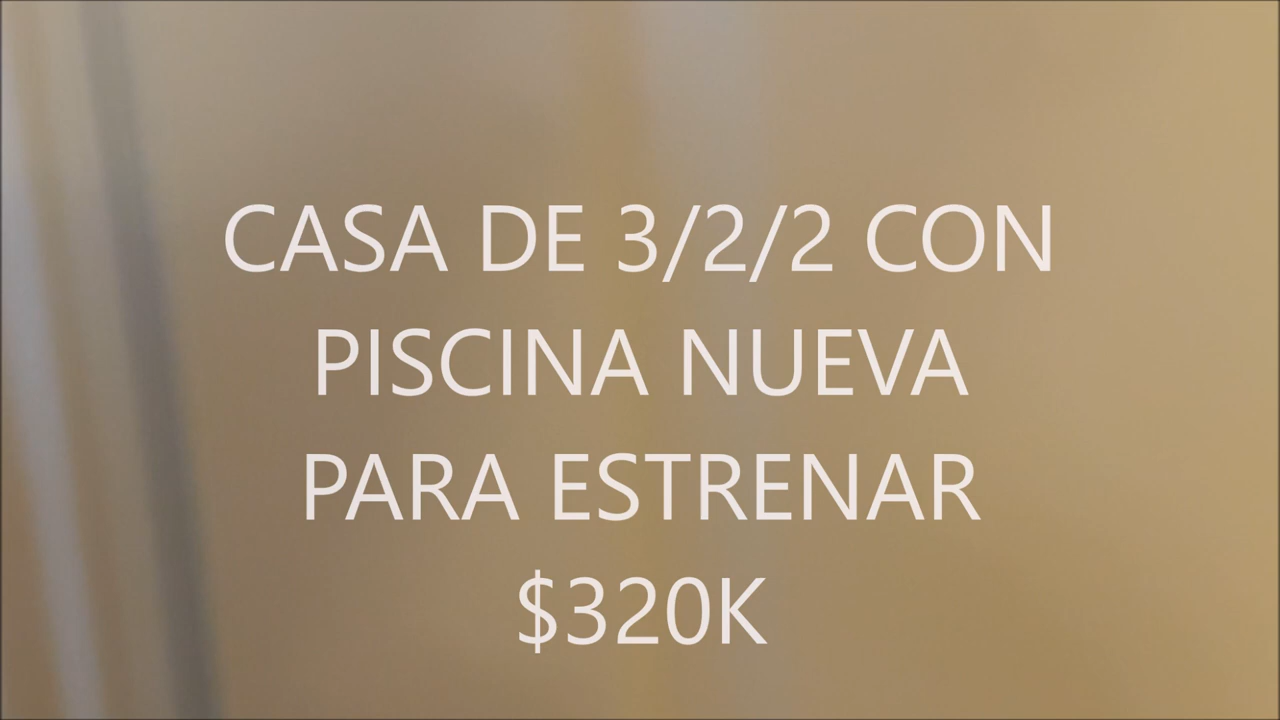 CASA DE 3/2/2 CON
PISCINA NUEVA
PARA ESTRENAR
$320K